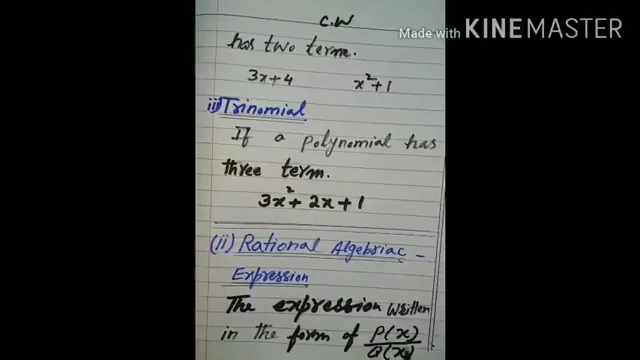 C.W
Made with KINEMASTER
has two term.
3x+4 x²+1
iii) Trinomial
If a polynomial has
three term.
3x²+ 2x+1
(ii) Rational Algebriac -
Expression
The expression written
in the form of P(x)/Q(x)